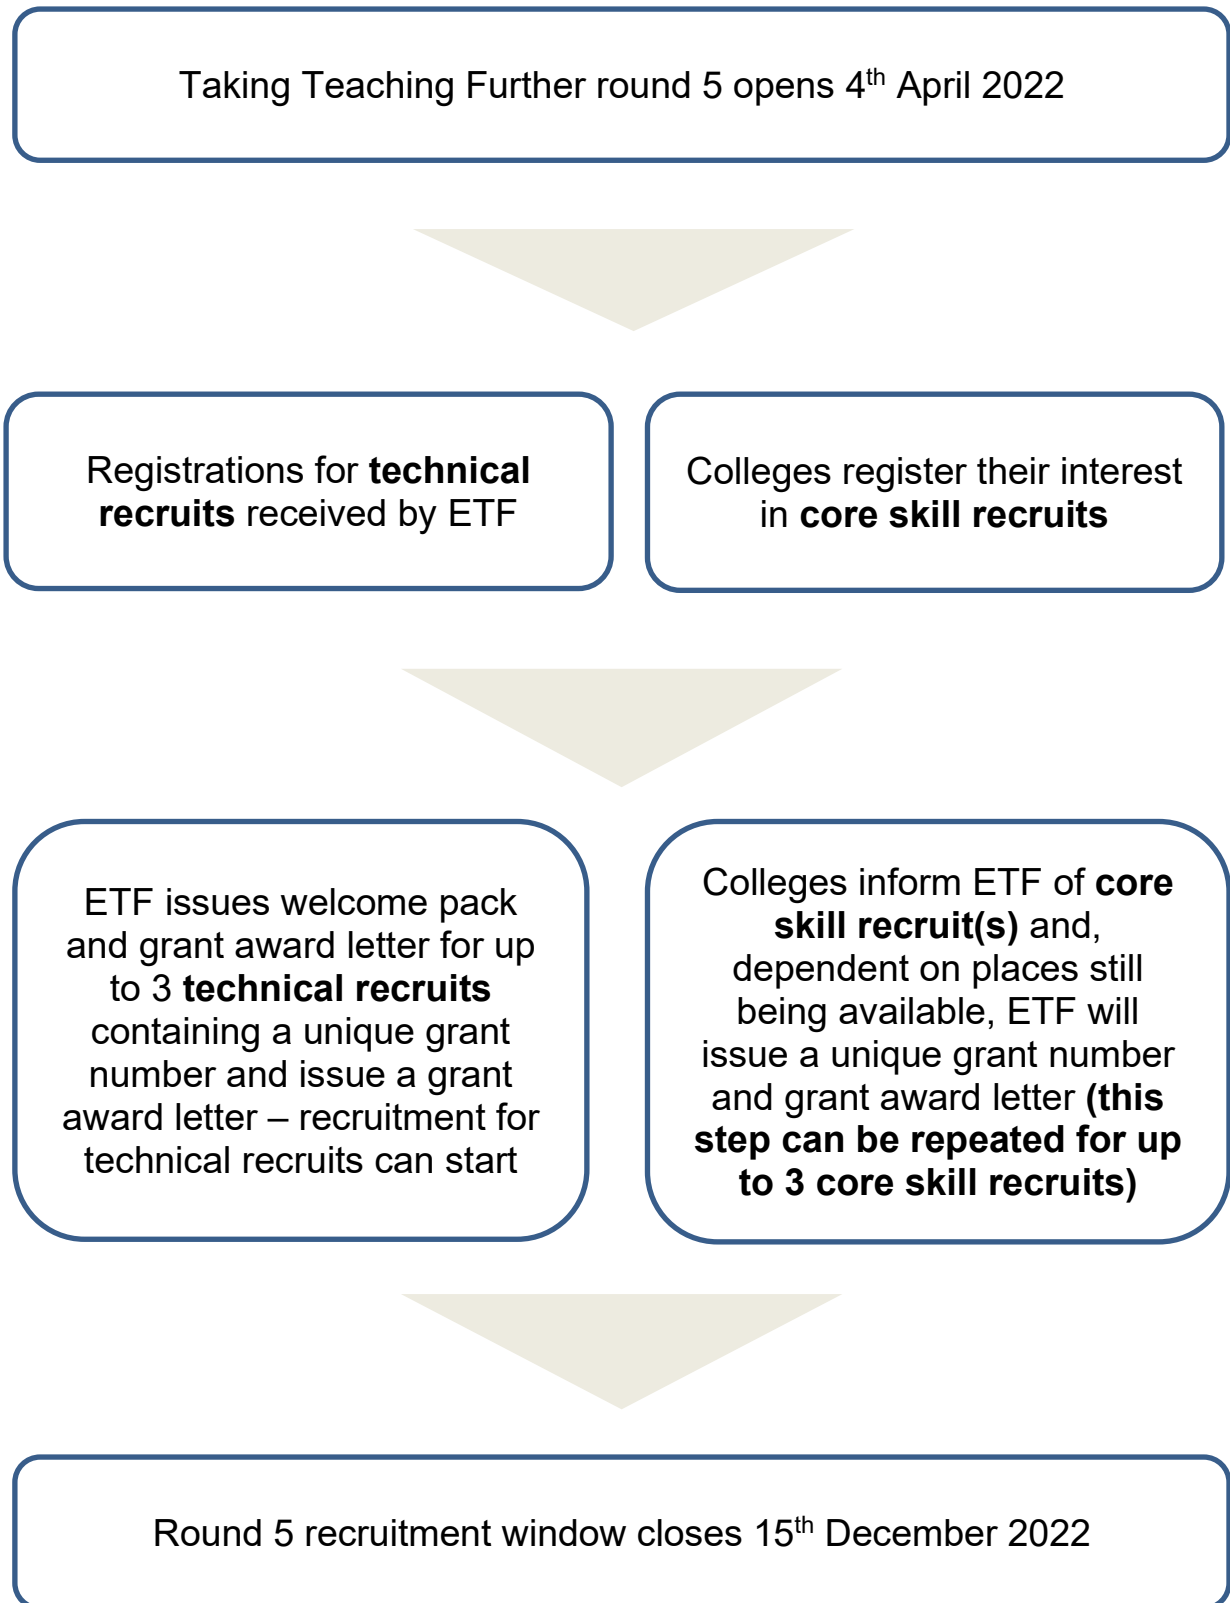 Taking Teaching Further round 5 opens 4th April 2022
Registrations for technical
recruits received by ETF
Colleges register their interest
in core skill recruits
ETF issues welcome pack
and grant award letter for up
to 3 technical recruits
containing a unique grant
number and issue a grant
award letter – recruitment for
technical recruits can start
Colleges inform ETF of core
skill recruit(s) and,
dependent on places still
being available, ETF will
issue a unique grant number
and grant award letter (this
step can be repeated for up
to 3 core skill recruits)
Round 5 recruitment window closes 15th December 2022